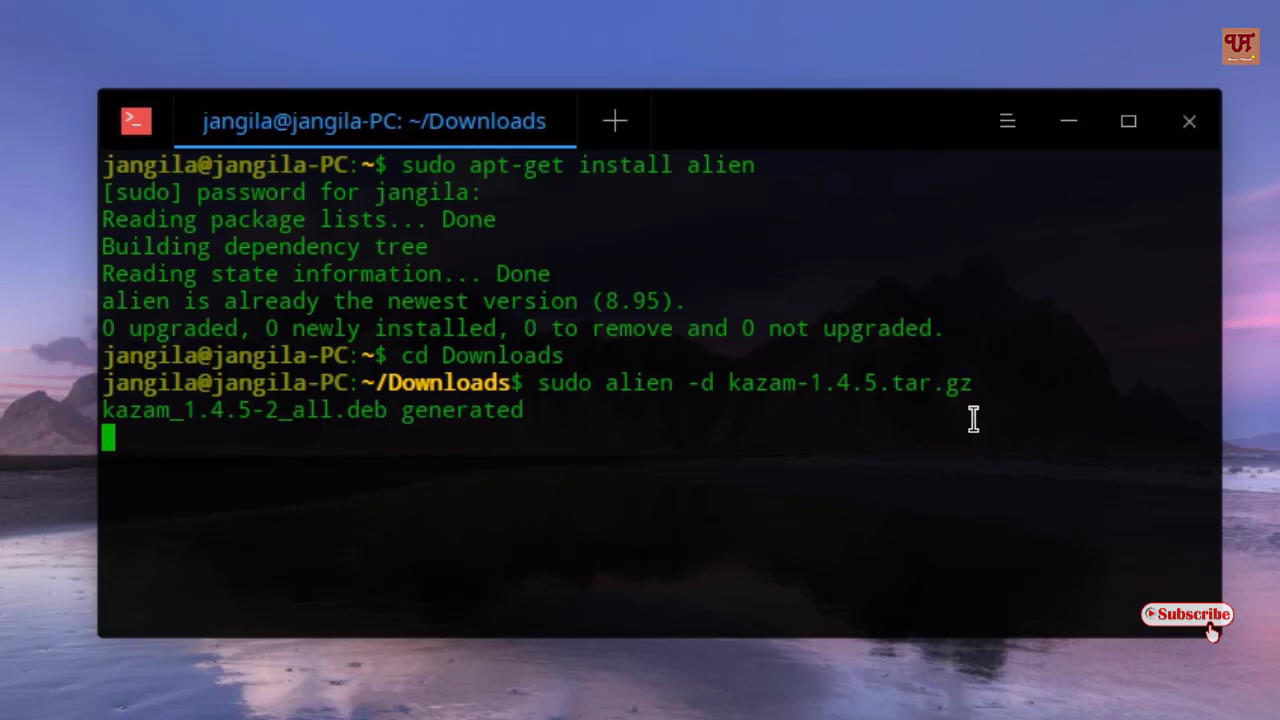 jangila@jangila-PC: ~/Downloads
jangila@jangila-PC:~$ sudo apt-get install alien
[sudo] password for jangila:
Reading package lists... Done
Building dependency tree
Reading state information... Done
alien is already the newest version (8.95).
0 upgraded, 0 newly installed, 0 to remove and 0 not upgraded.
jangila@jangila-PC:~$ cd Downloads
jangila@jangila-PC:~/Downloads$ sudo alien -d kazam-1.4.5.tar.gz
kazam_1.4.5-2_all.deb generated
Subscribe